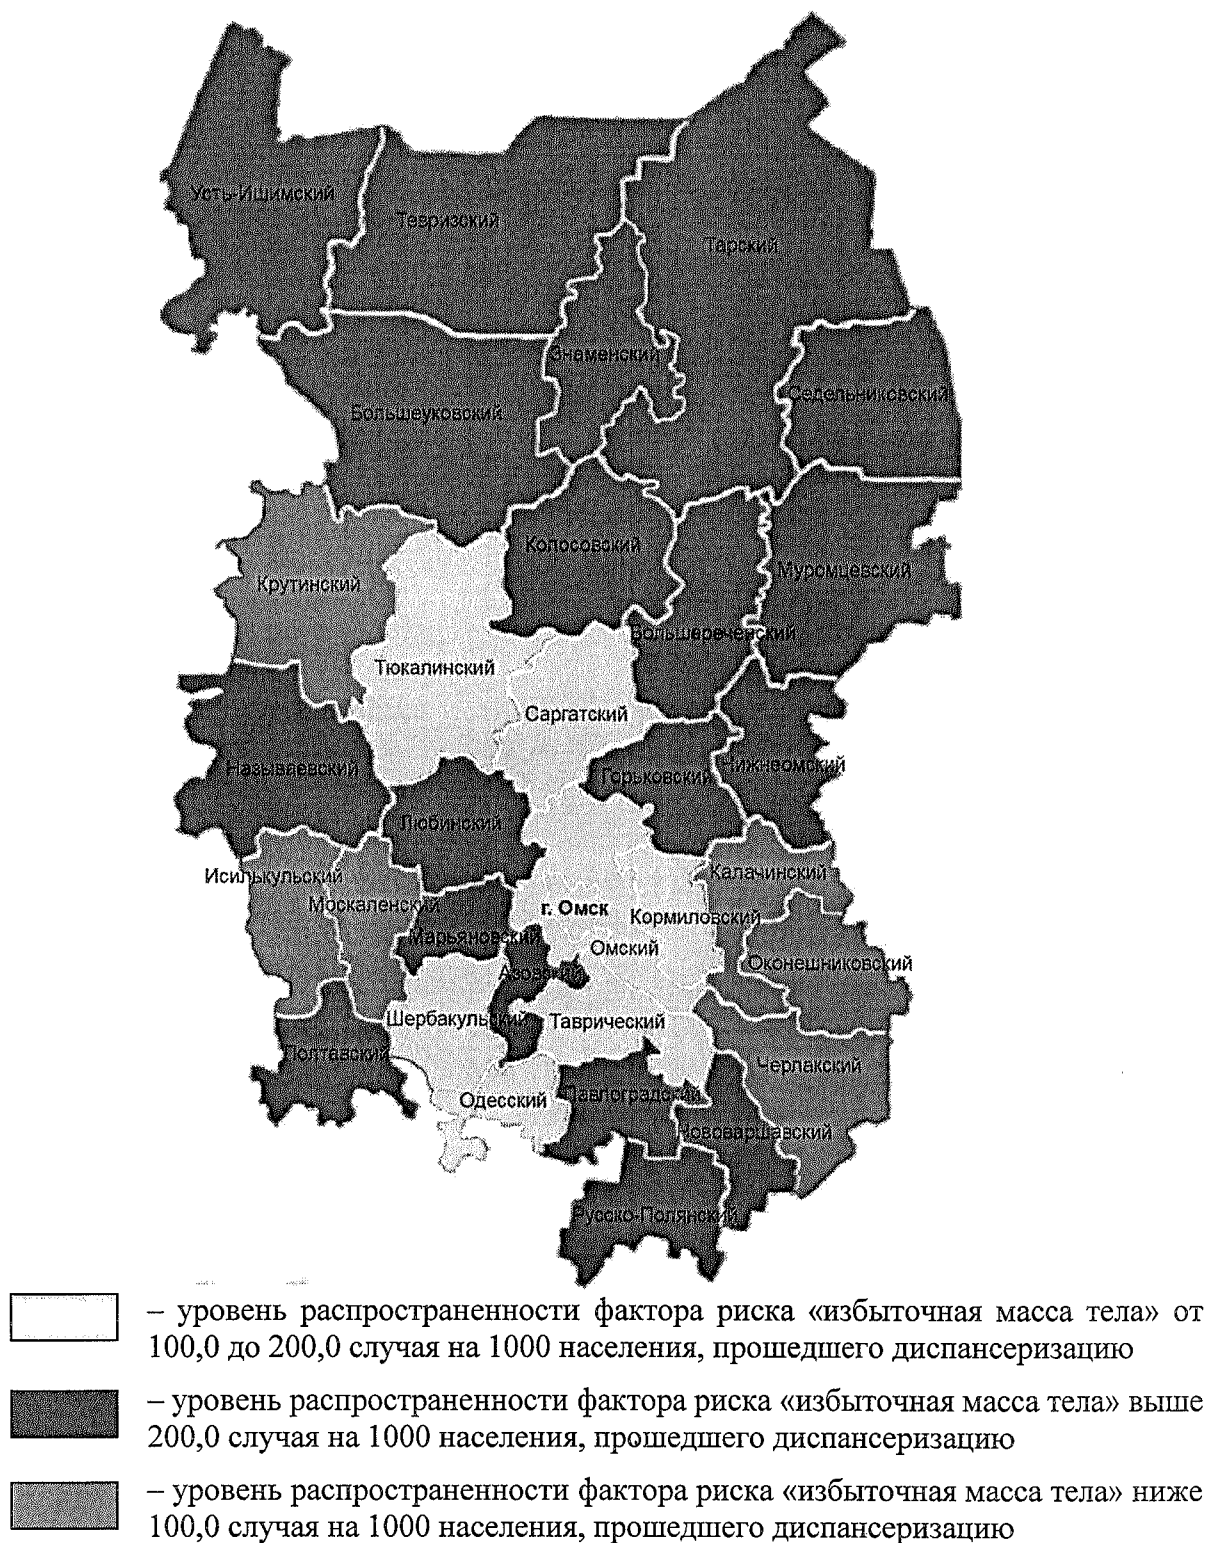 Усть-Ишимский
Тевризский
Тарский
Знаменский
Седельниковский
Большеуковский
Колосовский
Муромцевский
Крутинский
Большереченский
Тюкалинский
Саргатский
Называевский
Горьковский
Нижнеомский
Любинский
Исилькульский
Калачинский
Москаленский
г. Омск
Кормиловский
Марьяновский
Омский
Оконешниковский
Азовский
Шербакульский
Таврический
Полтавский
Черлакский
Одесский
Павлоградский
Нововаршавский
Русско-Полянский
– уровень распространенности фактора риска «избыточная масса тела» от
100,0 до 200,0 случая на 1000 населения, прошедшего диспансеризацию
– уровень распространенности фактора риска «избыточная масса тела» выше
200,0 случая на 1000 населения, прошедшего диспансеризацию
– уровень распространенности фактора риска «избыточная масса тела» ниже
100,0 случая на 1000 населения, прошедшего диспансеризацию